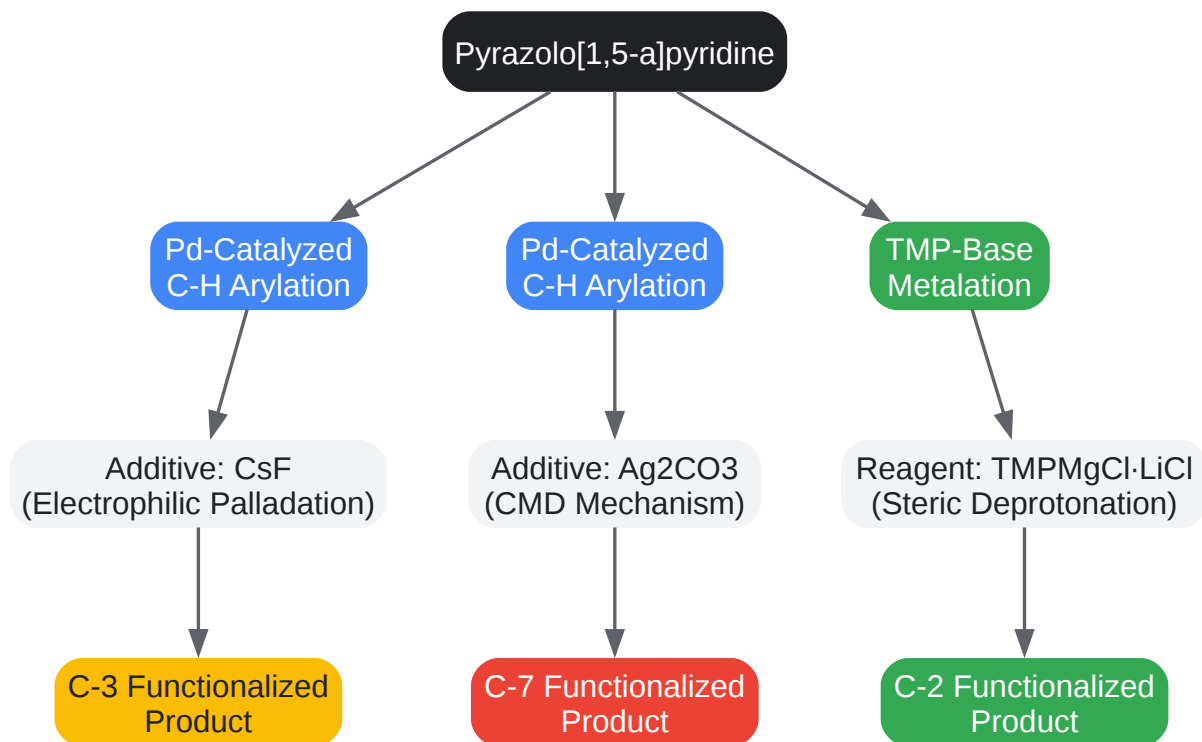 Pyrazolo[1,5-a]pyridine
Pd-Catalyzed
C-H Arylation
Pd-Catalyzed
C-H Arylation
TMP-Base
Metalation
Additive: CsF
(Electrophilic Palladation)
Additive: Ag2CO3
(CMD Mechanism)
Reagent: TMPMgCl·LiCl
(Steric Deprotonation)
C-3 Functionalized
Product
C-7 Functionalized
Product
C-2 Functionalized
Product